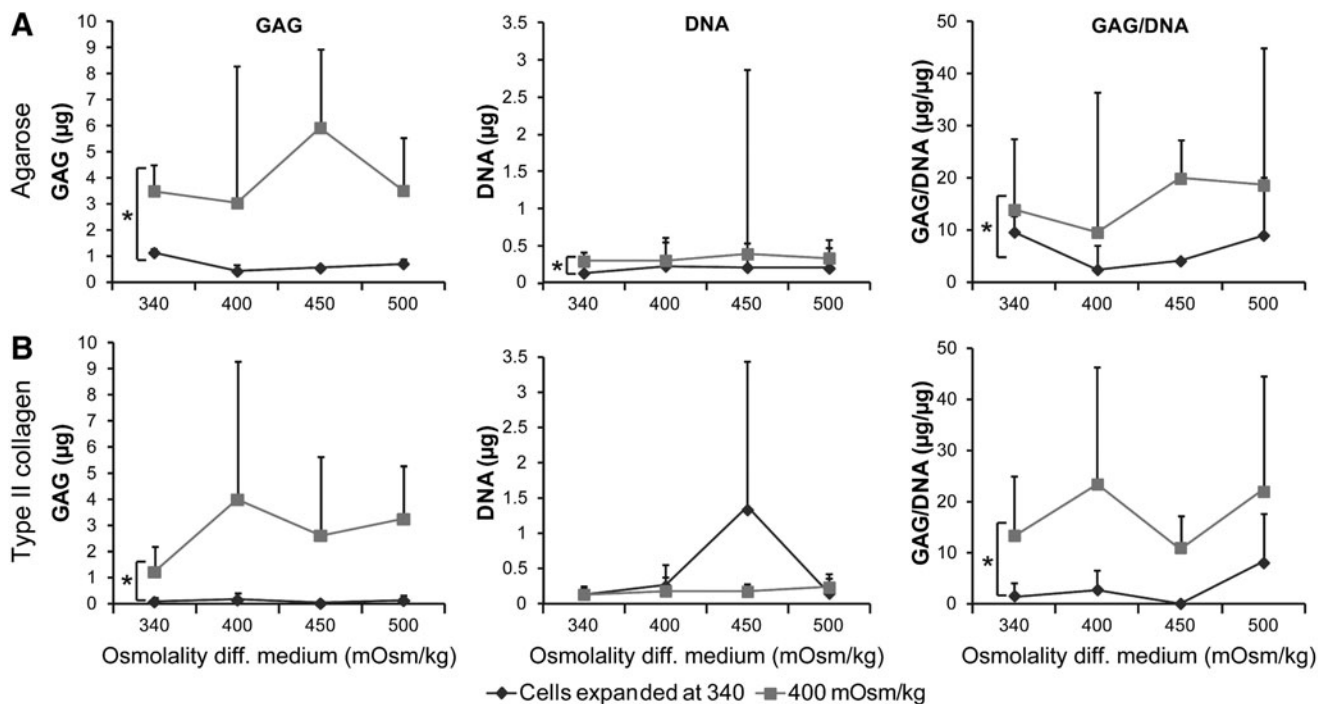 A
Agarose
GAG
GAG (µg)
10
9
8
7
6
5
4
3
2
1
0
*
340 400 450 500
DNA
DNA (µg)
3.5
3
2.5
2
1.5
1
0.5
0
*
340 400 450 500
GAG/DNA
GAG/DNA (µg/µg)
50
40
30
20
10
0
*
340 400 450 500
B
Type II collagen
GAG (µg)
10
9
8
7
6
5
4
3
2
1
0
*
340 400 450 500
Osmolality diff. medium (mOsm/kg)
DNA (µg)
3.5
3
2.5
2
1.5
1
0.5
0
340 400 450 500
Osmolality diff. medium (mOsm/kg)
GAG/DNA (µg/µg)
50
40
30
20
10
0
*
340 400 450 500
Osmolality diff. medium (mOsm/kg)
Cells expanded at 340 400 mOsm/kg